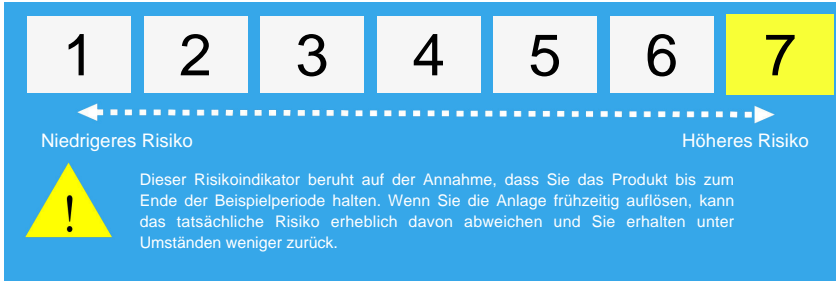 1 2 3 4 5 6 7
Niedrigeres Risiko Höheres Risiko
!
Dieser Risikoindikator beruht auf der Annahme, dass Sie das Produkt bis zum
Ende der Beispielperiode halten. Wenn Sie die Anlage frühzeitig auflösen, kann
das tatsächliche Risiko erheblich davon abweichen und Sie erhalten unter
Umständen weniger zurück.